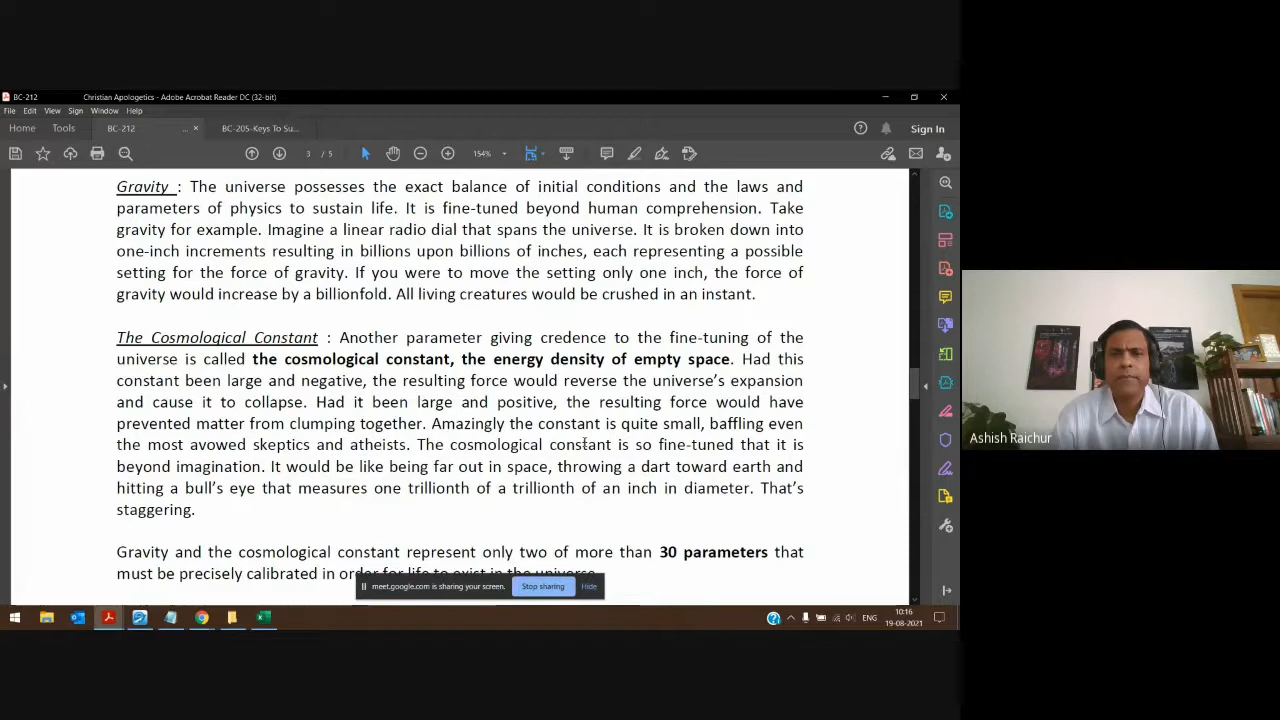 BC-212 Christian Apologetics - Adobe Acrobat Reader DC (32-bit)
File Edit View Sign Window Help
Home Tools BC-212 ... × BC-205-Keys To Su... Sign In
3 / 5 154%
Gravity : The universe possesses the exact balance of initial conditions and the laws and
parameters of physics to sustain life. It is fine-tuned beyond human comprehension. Take
gravity for example. Imagine a linear radio dial that spans the universe. It is broken down into
one-inch increments resulting in billions upon billions of inches, each representing a possible
setting for the force of gravity. If you were to move the setting only one inch, the force of
gravity would increase by a billionfold. All living creatures would be crushed in an instant.
The Cosmological Constant : Another parameter giving credence to the fine-tuning of the
universe is called the cosmological constant, the energy density of empty space. Had this
constant been large and negative, the resulting force would reverse the universe's expansion
and cause it to collapse. Had it been large and positive, the resulting force would have
prevented matter from clumping together. Amazingly the constant is quite small, baffling even
the most avowed skeptics and atheists. The cosmological constant is so fine-tuned that it is
beyond imagination. It would be like being far out in space, throwing a dart toward earth and
hitting a bull's eye that measures one trillionth of a trillionth of an inch in diameter. That's
staggering.
Gravity and the cosmological constant represent only two of more than 30 parameters that
must be precisely calibrated in order for life to exist in the universe.
meet.google.com is sharing your screen. Stop sharing Hide
ENG 10:16
19-08-2021
Ashish Raichur